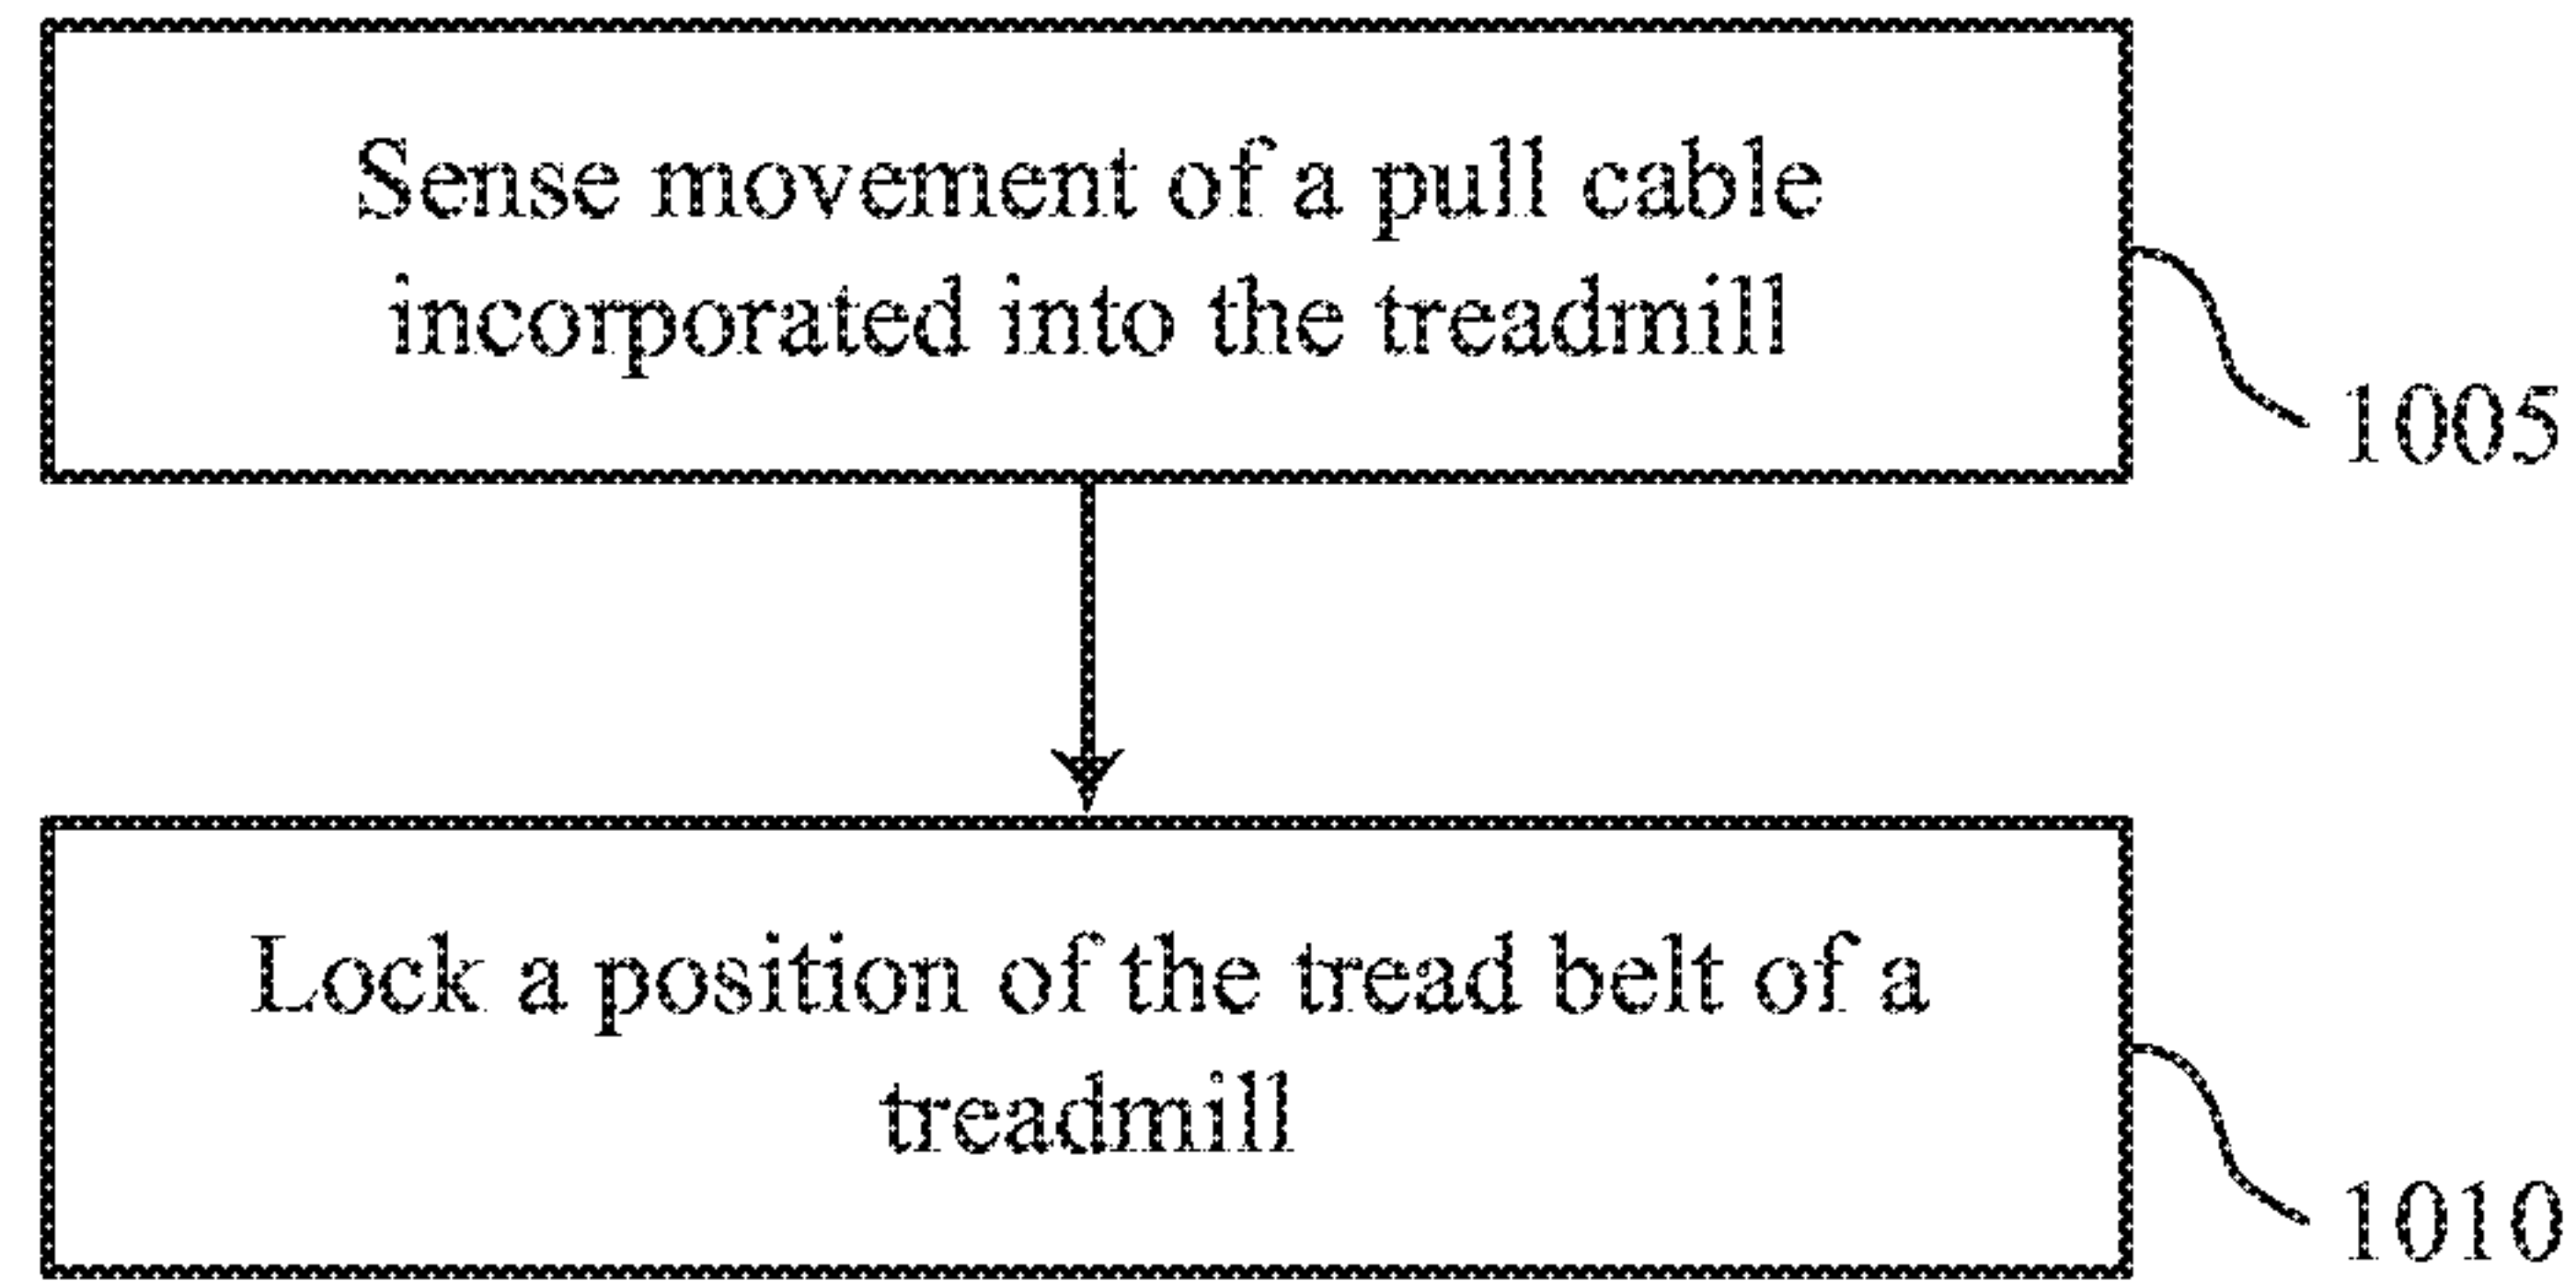 Sense movement of a pull cable
incorporated into the treadmill
1005
Lock a position of the tread belt of a
treadmill
1010